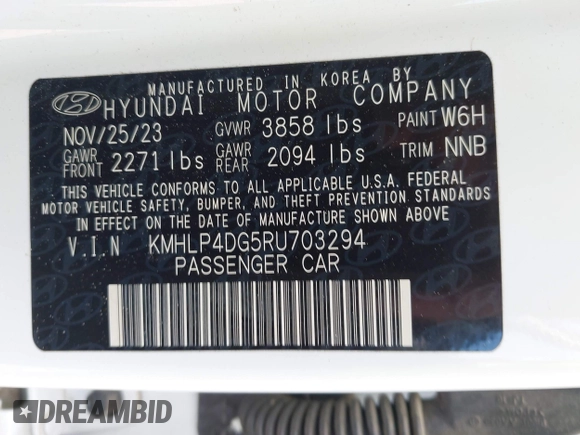 MANUFACTURED IN KOREA BY
HYUNDAI MOTOR COMPANY
NOV/25/23 GVWR 3858 lbs PAINT W6H
GAWR FRONT 2271 lbs GAWR REAR 2094 lbs TRIM NNB
THIS VEHICLE CONFORMS TO ALL APPLICABLE U.S.A. FEDERAL
MOTOR VEHICLE SAFETY, BUMPER, AND THEFT PREVENTION STANDARDS
IN EFFECT ON THE DATE OF MANUFACTURE SHOWN ABOVE.
V.I.N KMHLP4DG5RU703294
PASSENGER CAR
DREAMBID